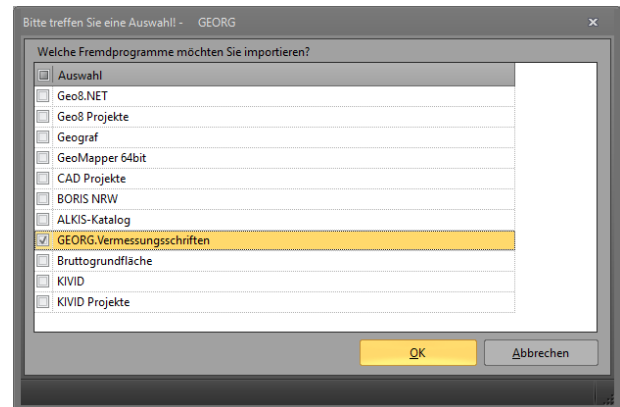 Bitte treffen Sie eine Auswahl! - GEORG
Welche Fremdprogramme möchten Sie importieren?
Auswahl
Geo8.NET
Geo8 Projekte
Geograf
GeoMapper 64bit
CAD Projekte
BORIS NRW
ALKIS-Katalog
GEORG.Vermessungsschriften
Bruttogrundfläche
KIVID
KIVID Projekte
OK Abbrechen